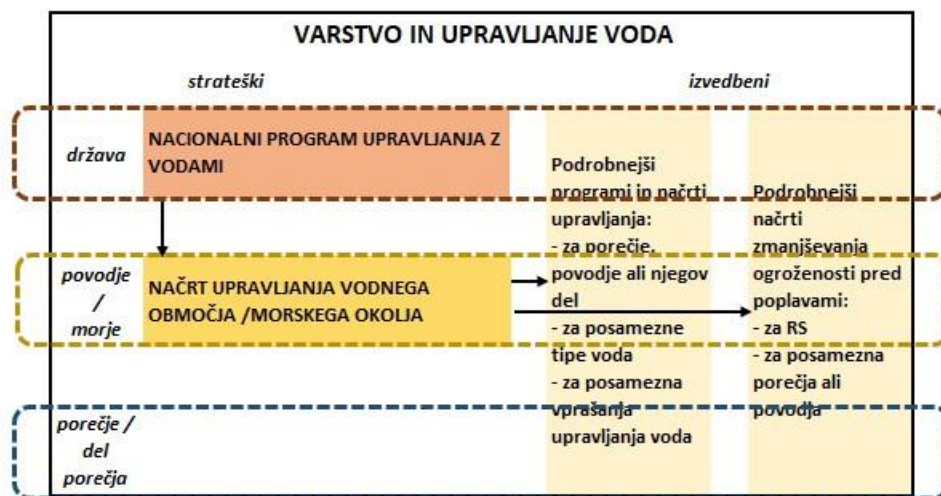 VARSTVO IN UPRAVLJANJE VODA
strateški
izvedbeni
država
NACIONALNI PROGRAM UPRAVLJANJA Z
VODAMI
povodje
/
morje
NAČRT UPRAVLJANJA VODNEGA
OBMOČJA /MORSKEGA OKOLJA
porečje /
del
porečja
Podrobnejši
programi in načrti
upravljanja:
- za porečje,
povodje ali njegov
del
- za posamezne
tipe voda
- za posamezna
vprašanja
upravljanja voda
Podrobnejši
načrti
zmanjševanja
ogroženosti pred
poplavami:
- za RS
- za posamezna
porečja ali
povodja